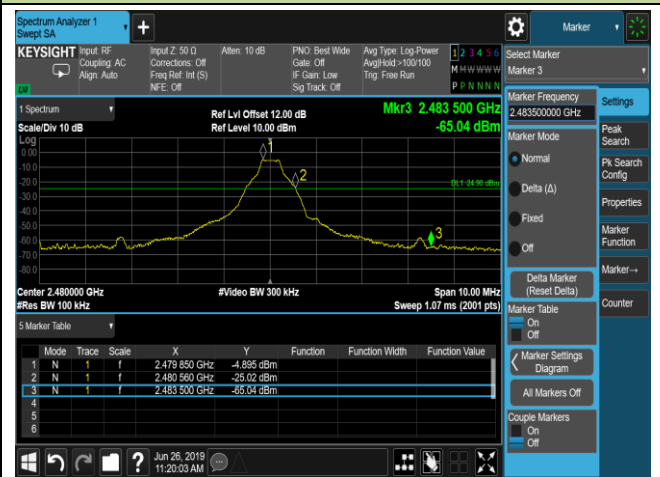 Spectrum Analyzer 1
Swept SA
+
Marker
KEYSIGHT
Input: RF
Coupling: AC
Align: Auto
Input Z: 50 Ω
Corrections: Off
Freq Ref: Int (S)
NFE: Off
Atten: 10 dB
PNO: Best Wide
Gate: Off
IF Gain: Low
Sig Track: Off
Avg Type: Log-Power
Avg|Hold:>100/100
Trig: Free Run
1 2 3 4 5 6
M M W W W W
P P N N N N
LXI
Select Marker
Marker 3
1 Spectrum
Scale/Div 10 dB
Ref Lvl Offset 12.00 dB
Ref Level 10.00 dBm
Mkr3 2.483 500 GHz
-65.04 dBm
Log
0.00
-10.0
-20.0
-30.0
-40.0
-50.0
-60.0
-70.0
-80.0
1
2
3
DL1 -24.90 dBm
Center 2.480000 GHz
#Res BW 100 kHz
#Video BW 300 kHz
Span 10.00 MHz
Sweep 1.07 ms (2001 pts)
5 Marker Table
Mode Trace Scale X Y Function Function Width Function Value
1 N 1 f 2.479 850 GHz -4.895 dBm
2 N 1 f 2.480 560 GHz -25.02 dBm
3 N 1 f 2.483 500 GHz -65.04 dBm
4
5
6
Marker Frequency
2.483500000 GHz
Marker Mode
Normal
Delta (Δ)
Fixed
Off
Delta Marker
(Reset Delta)
Marker Table
On
Off
Marker Settings
Diagram
All Markers Off
Couple Markers
On
Off
Settings
Peak
Search
Pk Search
Config
Properties
Marker
Function
Marker→
Counter
?
Jun 26, 2019
11:20:03 AM